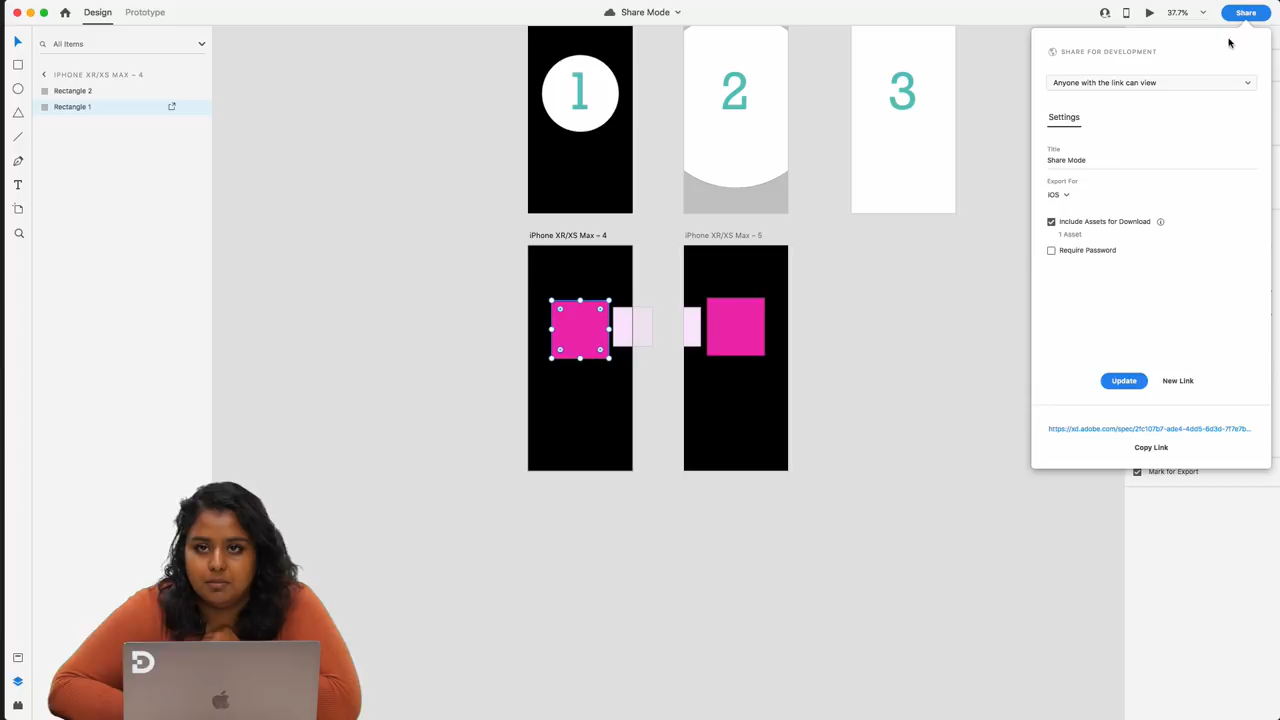 Design
Prototype
Share Mode
37.7%
Share
All Items
IPHONE XR/XS MAX – 4
Rectangle 2
Rectangle 1
1
2
3
iPhone XR/XS Max – 4
iPhone XR/XS Max – 5
SHARE FOR DEVELOPMENT
Anyone with the link can view
Settings
Title
Share Mode
Export For
iOS
Include Assets for Download
1 Asset
Require Password
Update
New Link
https://xd.adobe.com/spec/2fc107b7-ade4-4dd5-6d3d-7f7e7b...
Copy Link
Mark for Export
T
D